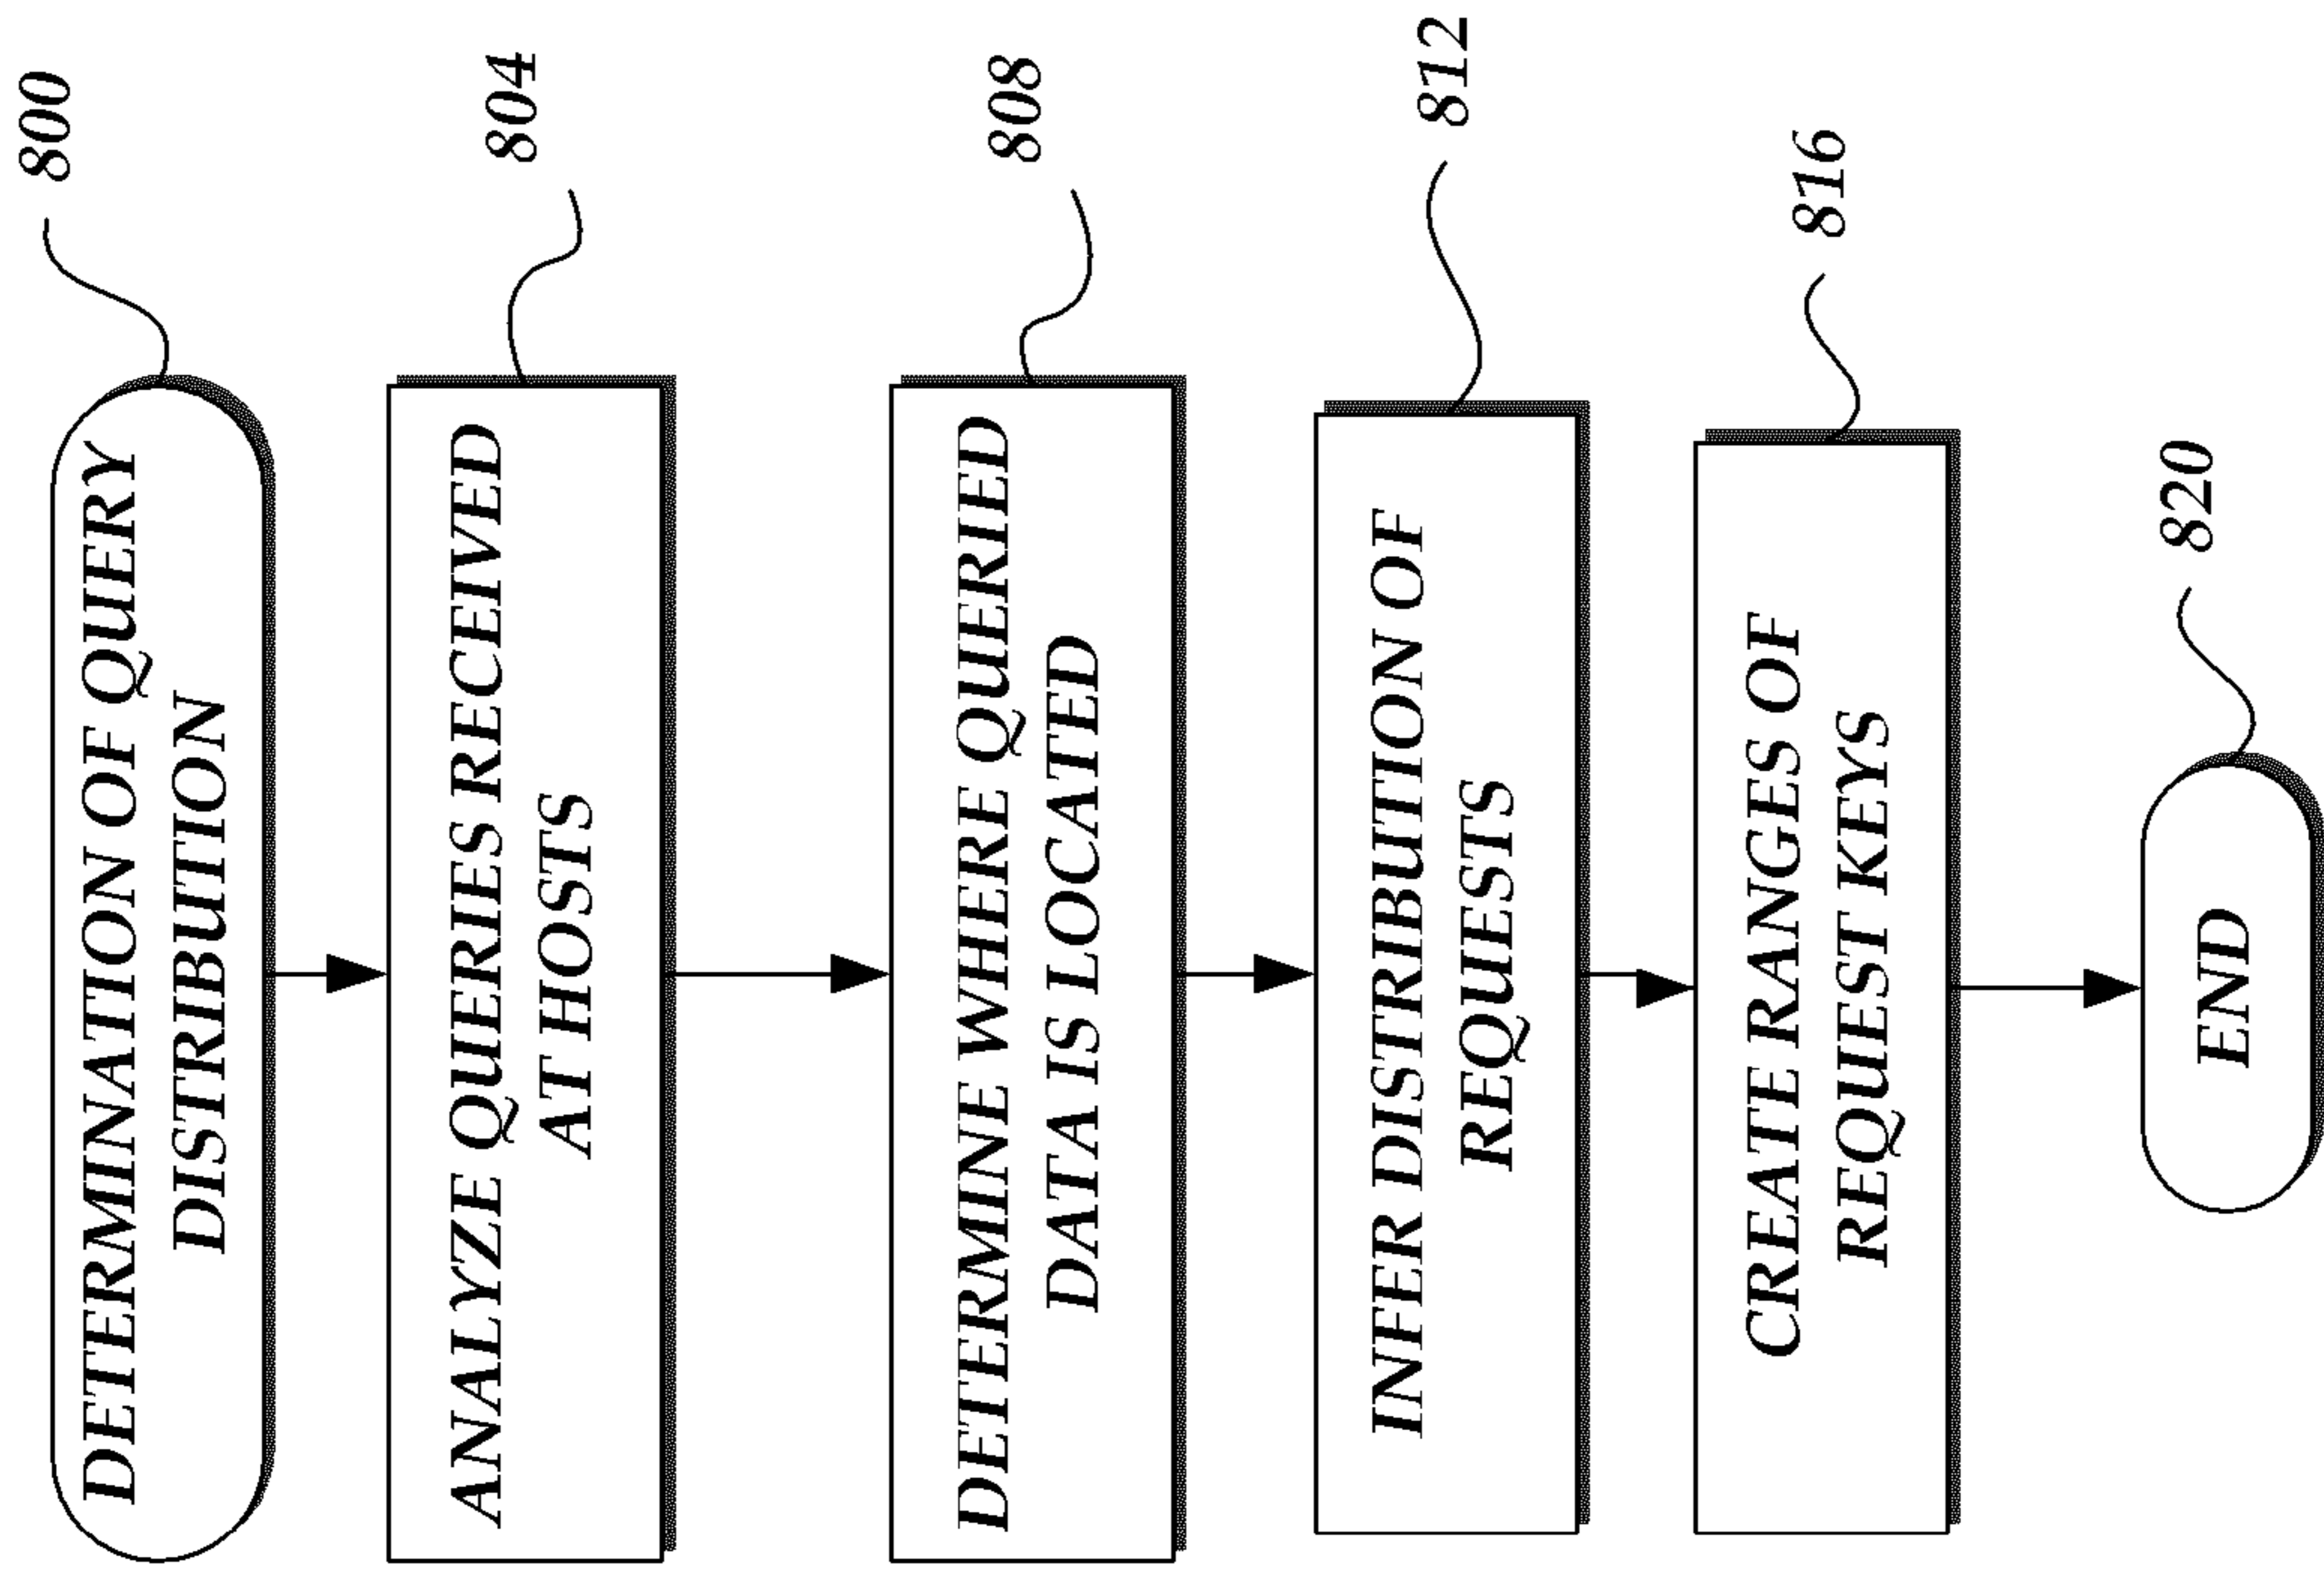 800
DETERMINATION OF QUERY
DISTRIBUTION
804
ANALYZE QUERIES RECEIVED
AT HOSTS
808
DETERMINE WHERE QUERIED
DATA IS LOCATED
812
INFER DISTRIBUTION OF
REQUESTS
816
CREATE RANGES OF
REQUEST KEYS
820
END